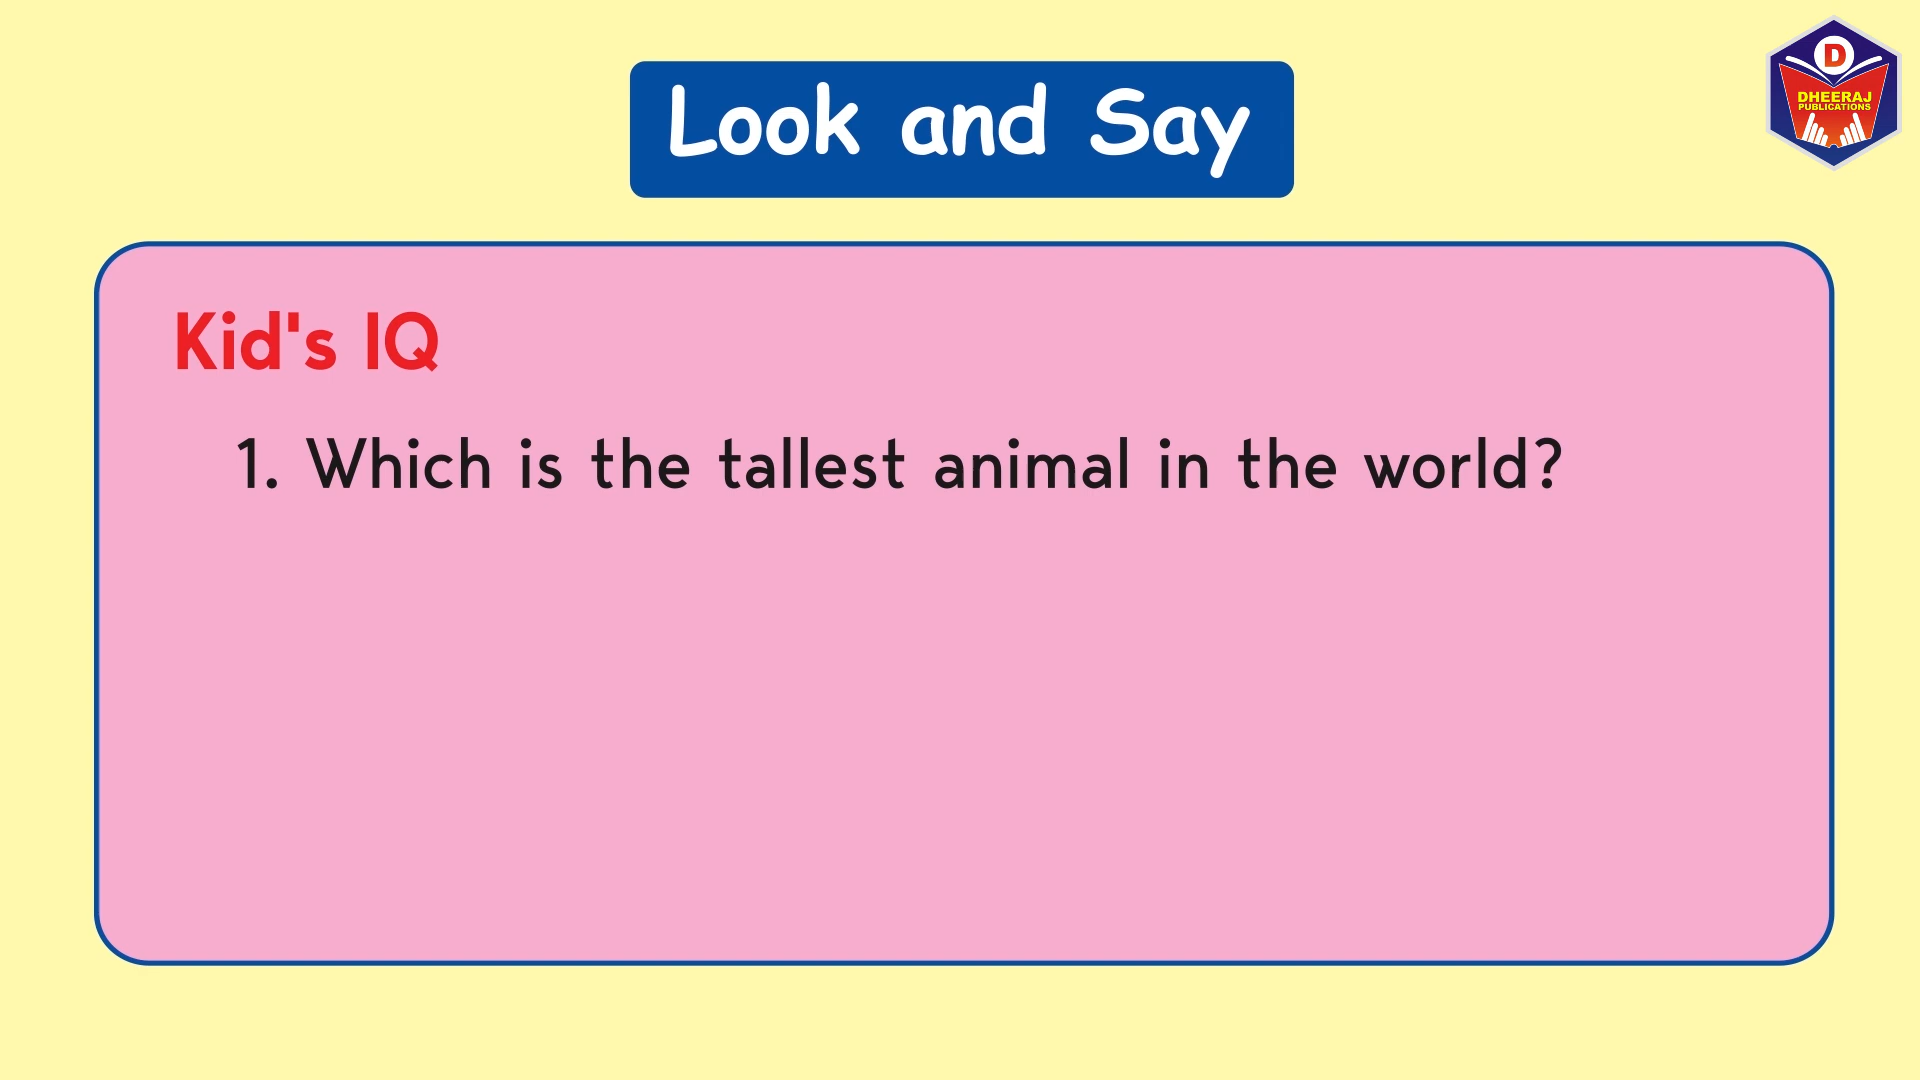 Look and Say
D
DHEERAJ
PUBLICATIONS
Kid's IQ
1. Which is the tallest animal in the world?